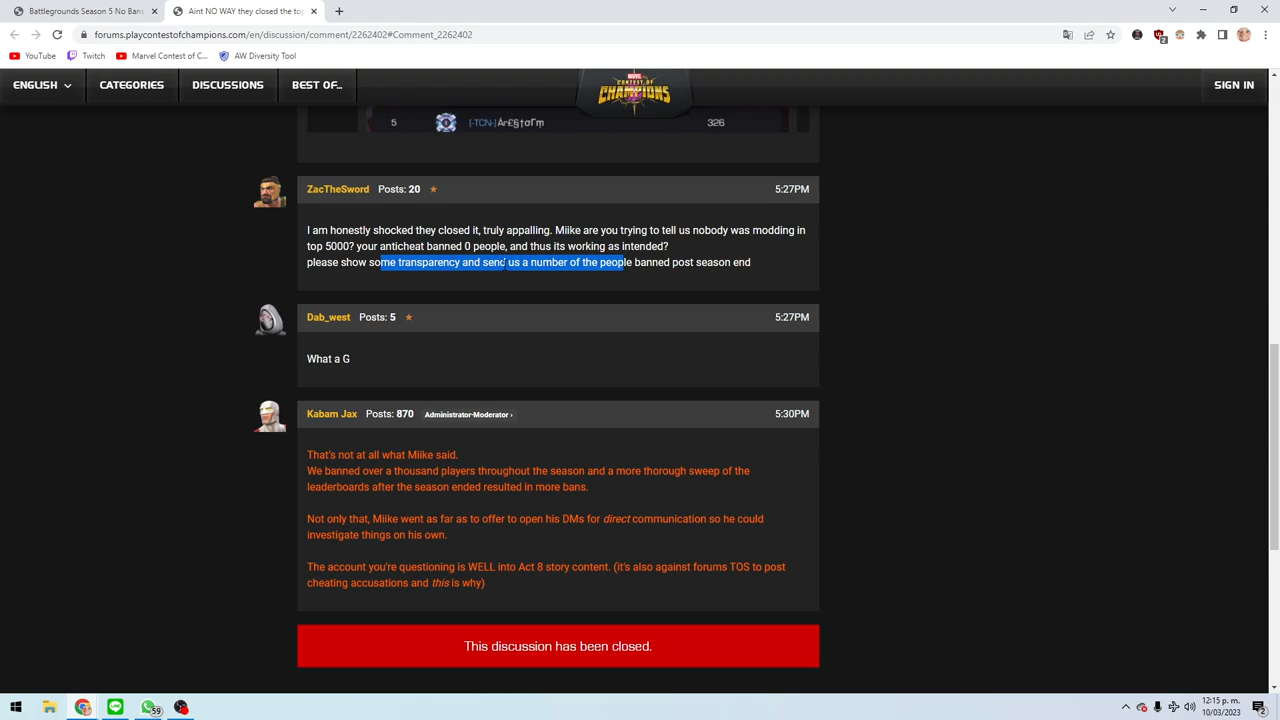 Battlegrounds Season 5 No Bans
Aint NO WAY they closed the top
forums.playcontestofchampions.com/en/discussion/comment/2262402#Comment_2262402
2
YouTube
Twitch
Marvel Contest of C...
AW Diversity Tool
ENGLISH
CATEGORIES
DISCUSSIONS
BEST OF...
MARVEL
CONTEST OF
CHAMPIONS
SIGN IN
5
326
ZacTheSword Posts: 20 ★
5:27PM
I am honestly shocked they closed it, truly appalling. Miike are you trying to tell us nobody was modding in
top 5000? your anticheat banned 0 people, and thus its working as intended?
please show some transparency and send us a number of the people banned post season end
Dab_west Posts: 5 ★
5:27PM
What a G
Kabam Jax Posts: 870 Administrator-Moderator ›
5:30PM
That's not at all what Miike said.
We banned over a thousand players throughout the season and a more thorough sweep of the
leaderboards after the season ended resulted in more bans.
Not only that, Miike went as far as to offer to open his DMs for direct communication so he could
investigate things on his own.
The account you're questioning is WELL into Act 8 story content. (it's also against forums TOS to post
cheating accusations and this is why)
This discussion has been closed.
59
12:15 p. m.
10/03/2023
2